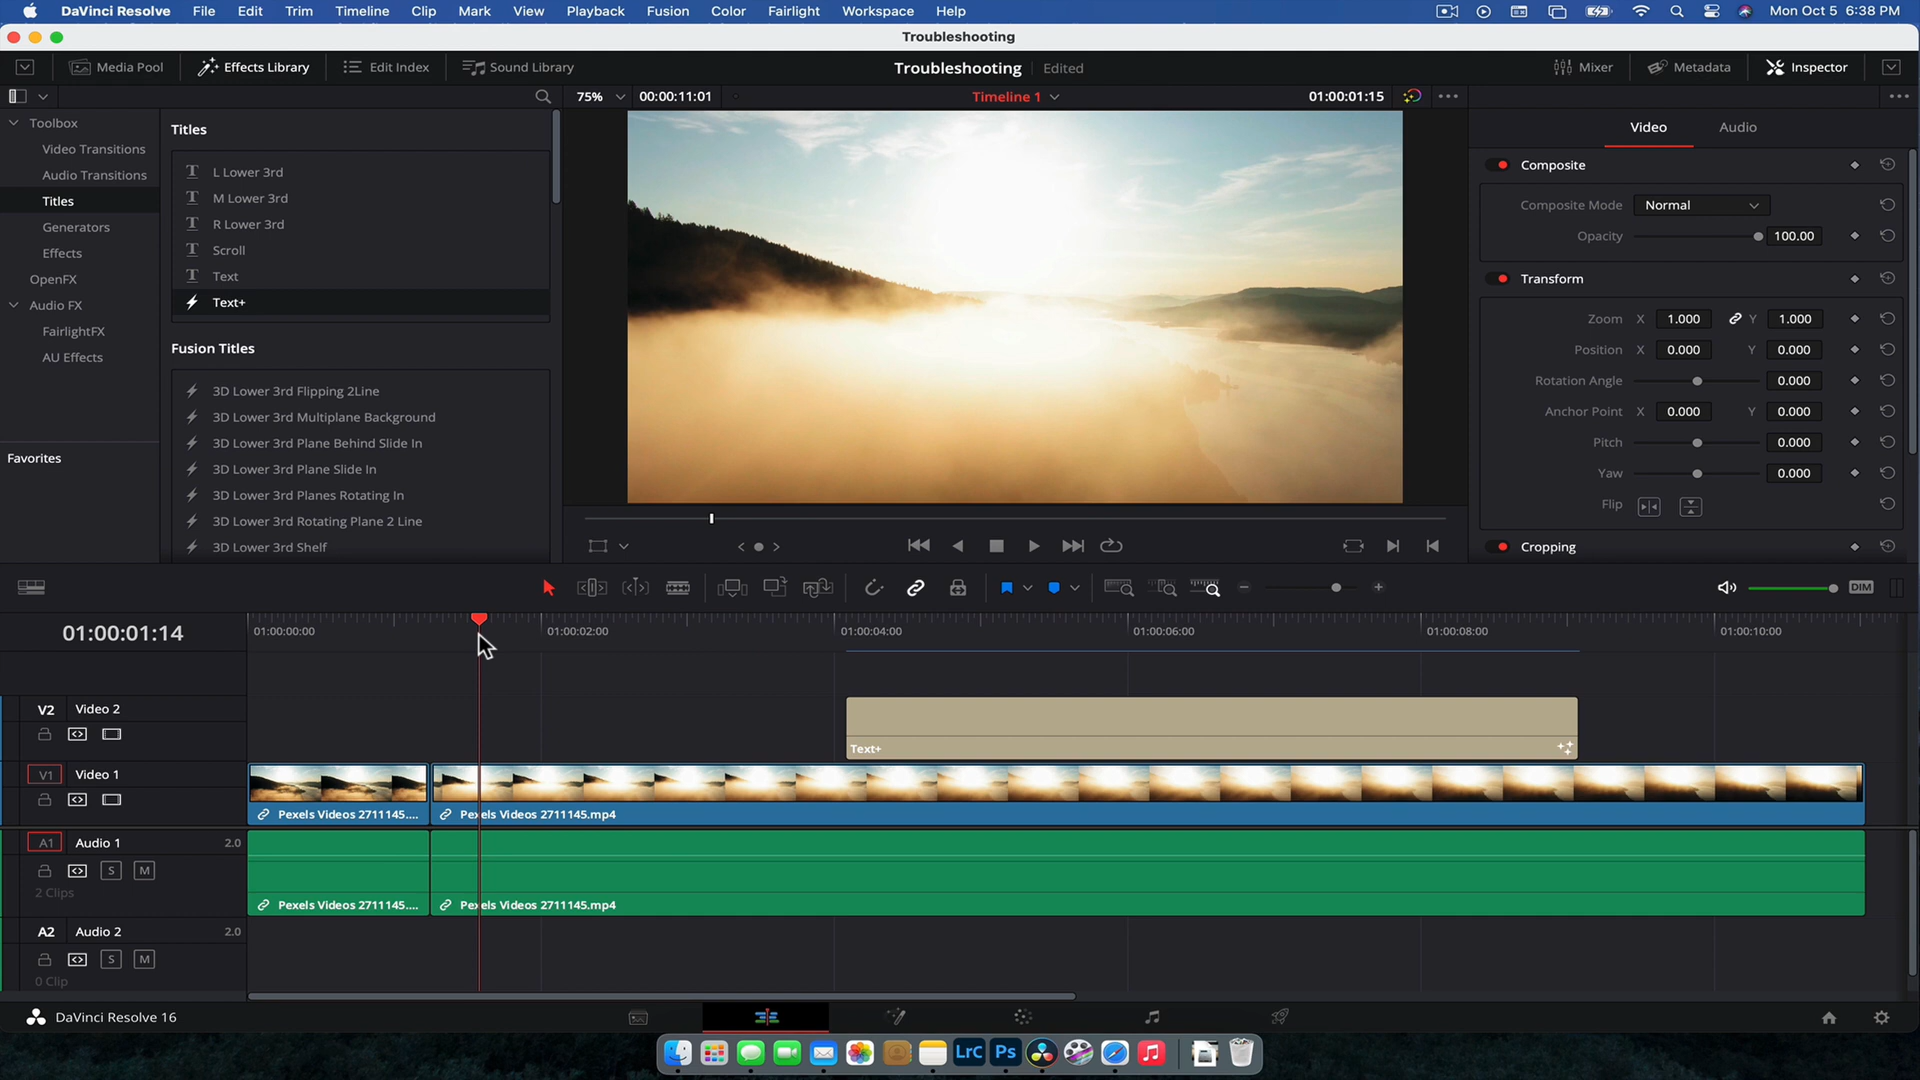 DaVinci Resolve File Edit Trim Timeline Clip Mark View Playback Fusion Color Fairlight Workspace Help Mon Oct 5 6:38 PM
Troubleshooting
Media Pool Effects Library Edit Index Sound Library Troubleshooting Edited Mixer Metadata Inspector
75% 00:00:11:01 Timeline 1 01:00:01:15
Toolbox
Video Transitions
Audio Transitions
Titles
Generators
Effects
OpenFX
Audio FX
FairlightFX
AU Effects
Favorites
Titles
L Lower 3rd
M Lower 3rd
R Lower 3rd
Scroll
Text
Text+
Fusion Titles
3D Lower 3rd Flipping 2Line
3D Lower 3rd Multiplane Background
3D Lower 3rd Plane Behind Slide In
3D Lower 3rd Plane Slide In
3D Lower 3rd Planes Rotating In
3D Lower 3rd Rotating Plane 2 Line
3D Lower 3rd Shelf
Video Audio
Composite
Composite Mode Normal
Opacity 100.00
Transform
Zoom X 1.000 Y 1.000
Position X 0.000 Y 0.000
Rotation Angle 0.000
Anchor Point X 0.000 Y 0.000
Pitch 0.000
Yaw 0.000
Flip
Cropping
DIM
01:00:01:14 01:00:00:00 01:00:02:00 01:00:04:00 01:00:06:00 01:00:08:00 01:00:10:00
V2 Video 2
Text+
V1 Video 1
Pexels Videos 2711145.... Pexels Videos 2711145.mp4
A1 Audio 1 2.0
S M
2 Clips
Pexels Videos 2711145.... Pexels Videos 2711145.mp4
A2 Audio 2 2.0
S M
0 Clip
DaVinci Resolve 16
LrC Ps